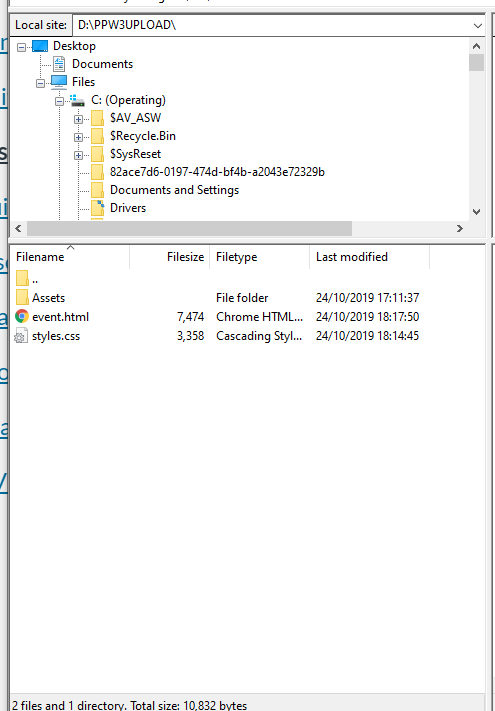 Local site: D:\PPW3UPLOAD\
Desktop
Documents
Files
C: (Operating)
$AV_ASW
$Recycle.Bin
$SysReset
82ace7d6-0197-474d-bf4b-a2043e72329b
Documents and Settings
Drivers
Filename Filesize Filetype Last modified
..
Assets File folder 24/10/2019 17:11:37
event.html 7,474 Chrome HTML... 24/10/2019 18:17:50
styles.css 3,358 Cascading Styl... 24/10/2019 18:14:45
2 files and 1 directory. Total size: 10,832 bytes